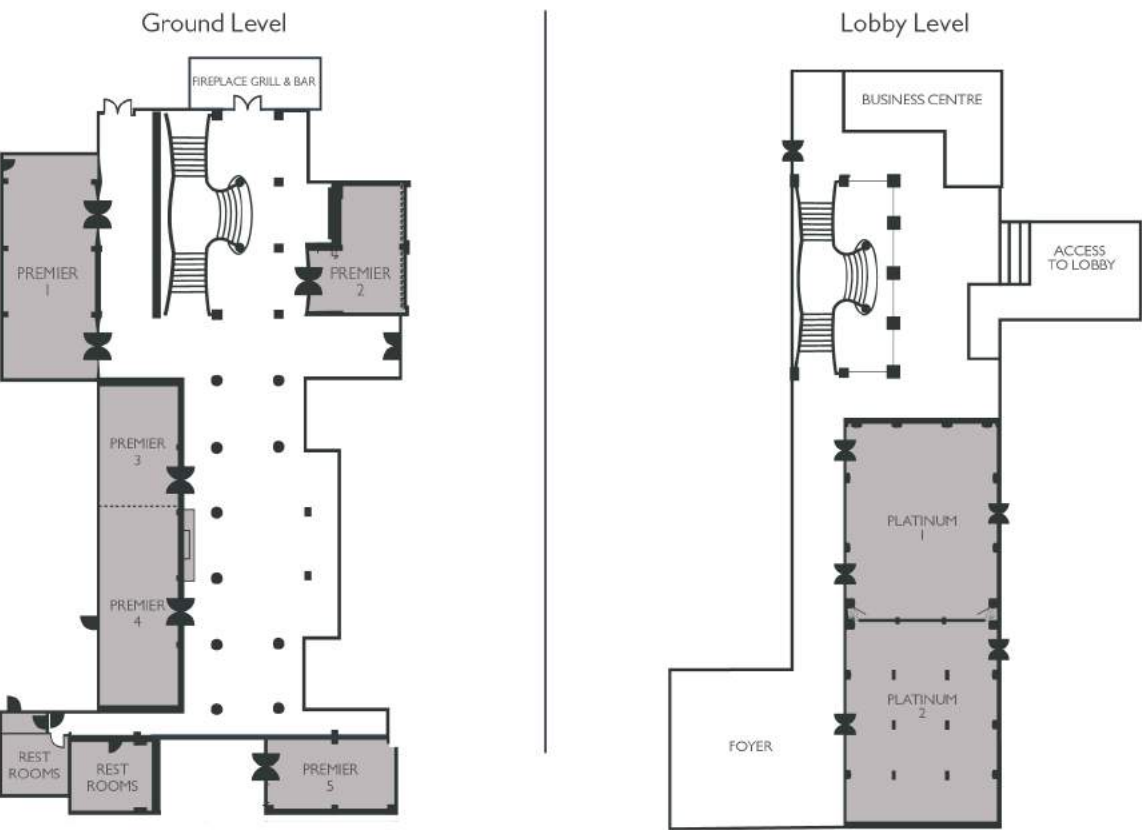 Ground Level
Lobby Level
FIREPLACE GRILL & BAR
BUSINESS CENTRE
ACCESS
TO LOBBY
PREMIER
1
PREMIER
2
PREMIER
3
PREMIER
4
PLATINUM
1
PLATINUM
2
FOYER
REST
ROOMS
REST
ROOMS
PREMIER
5